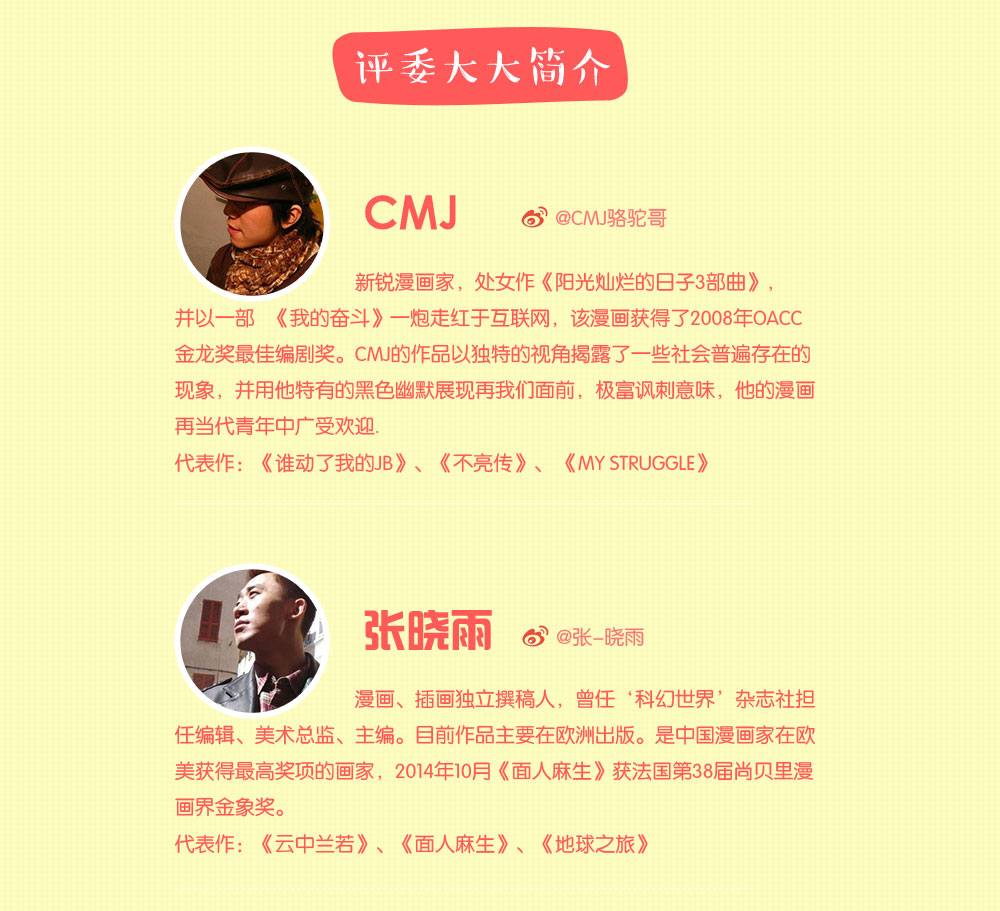 评委大大简介
CMJ
@CMJ骆驼哥
新锐漫画家，处女作《阳光灿烂的日子3部曲》，
并以一部 《我的奋斗》一炮走红于互联网，该漫画获得了2008年OACC
金龙奖最佳编剧奖。CMJ的作品以独特的视角揭露了一些社会普遍存在的
现象，并用他特有的黑色幽默展现再我们面前，极富讽刺意味，他的漫画
再当代青年中广受欢迎.
代表作：《谁动了我的JB》、《不亮传》、《MY STRUGGLE》
张晓雨
@张-晓雨
漫画、插画独立撰稿人，曾任‘科幻世界’杂志社担
任编辑、美术总监、主编。目前作品主要在欧洲出版。是中国漫画家在欧
美获得最高奖项的画家，2014年10月《面人麻生》获法国第38届尚贝里漫
画界金象奖。
代表作：《云中兰若》、《面人麻生》、《地球之旅》